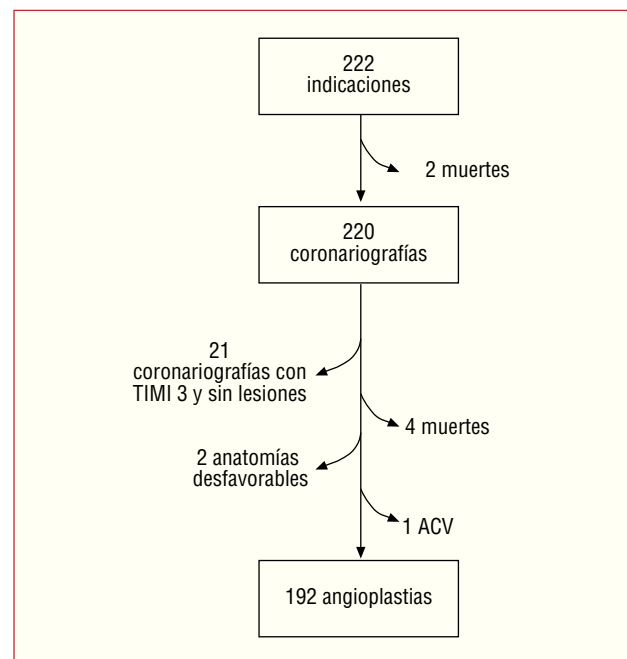 222
indicaciones
2 muertes
220
coronariografías
21
coronariografías con
TIMI 3 y sin lesiones
4 muertes
2 anatomías
desfavorables
1 ACV
192 angioplastias